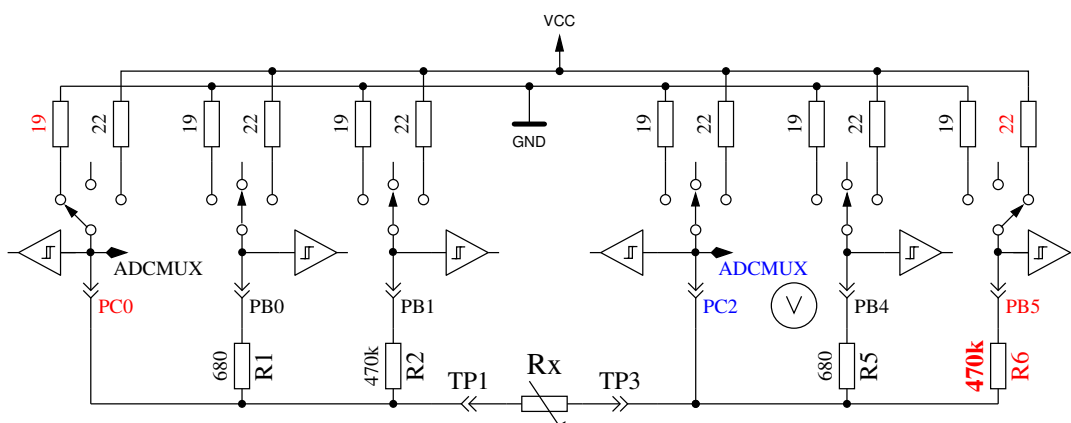 VCC
19
22
19
22
19
22
GND
19
22
19
22
19
22
ADCMUX
ADCMUX
PC0
PB0
PB1
PC2
V
PB4
PB5
680
R1
470k
R2
TP1
Rx
TP3
680
R5
470k
R6